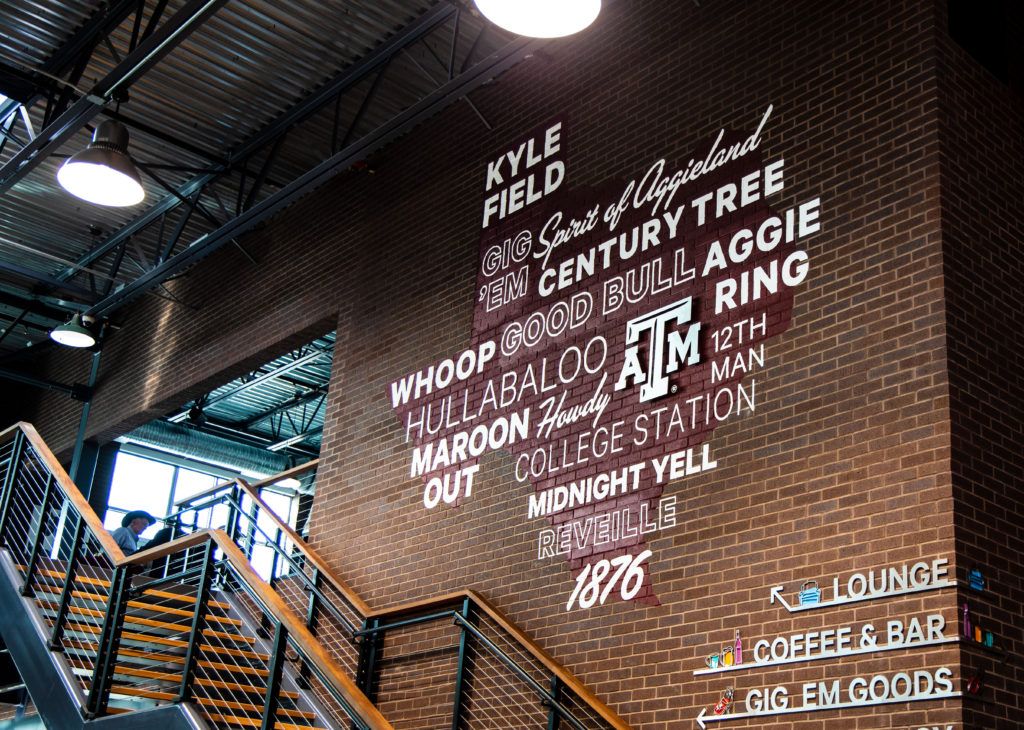 KYLE
FIELD
Spirit of Aggieland
GIG
'EM
CENTURY TREE
GOOD BULL
AGGIE
RING
WHOOP
HULLABALOO
ATM
12TH
MAN
MAROON
OUT
Howdy
COLLEGE STATION
MIDNIGHT YELL
REVEILLE
1876
LOUNGE
COFFEE & BAR
GIG EM GOODS